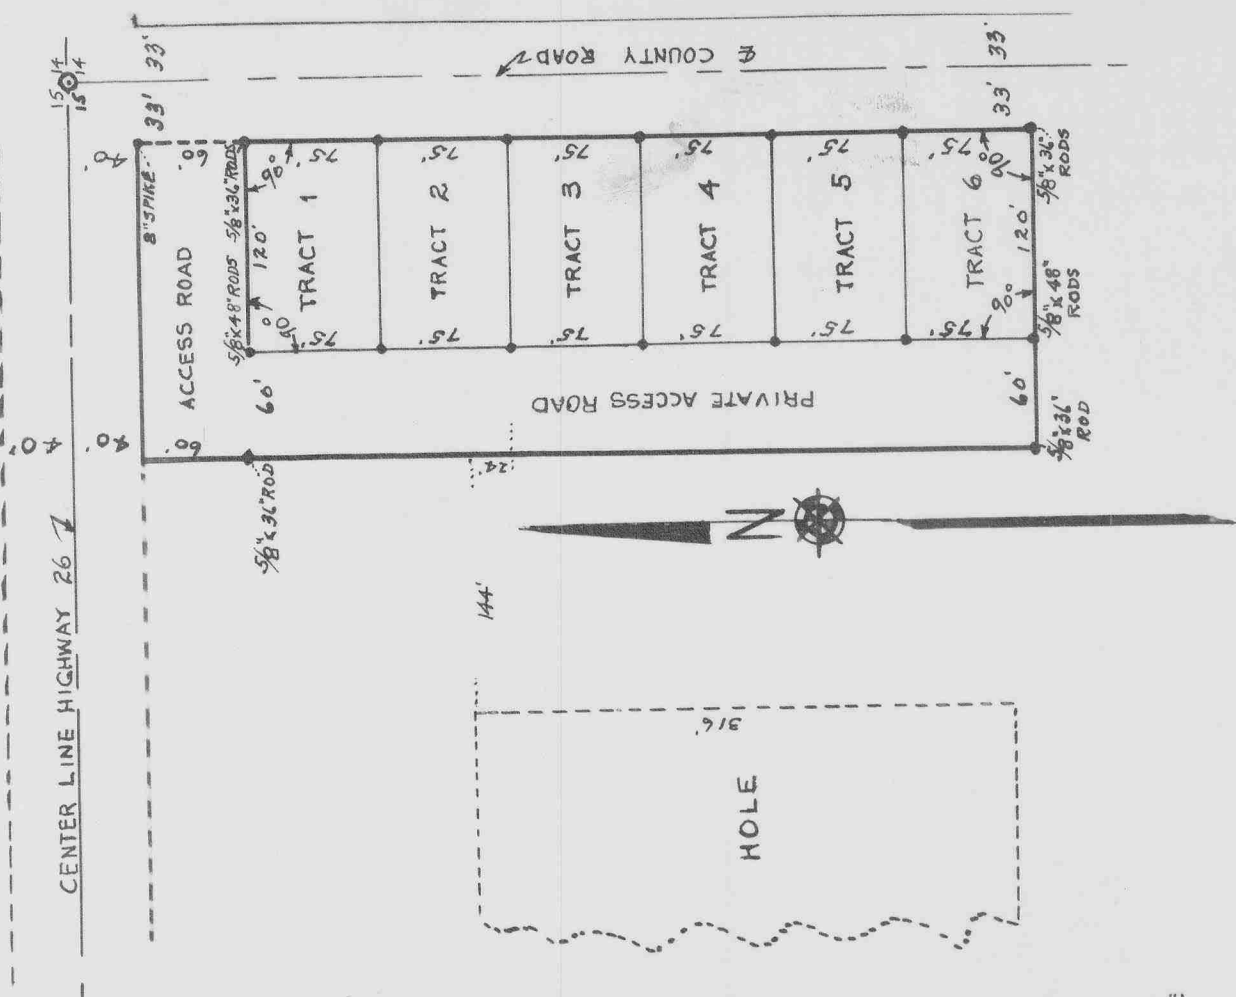 33'
33'
℄ COUNTY ROAD
15 14
15 14
33'
33'
40'
60'
8" SPIKE
5/8"x36" RODS
90°
75'
75'
75'
75'
75'
75'
90°
5/8"x36"
RODS
ACCESS ROAD
120'
TRACT 1
TRACT 2
TRACT 3
TRACT 4
TRACT 5
TRACT 6
120'
5/8"x48" RODS
90°
75'
75'
75'
75'
75'
75'
90°
5/8"x48"
RODS
60'
PRIVATE ACCESS ROAD
60'
40'
40'
60'
5/8"x36"
ROD
24'
5/8"x36" ROD
N
CENTER LINE HIGHWAY 26
144'
316'
HOLE